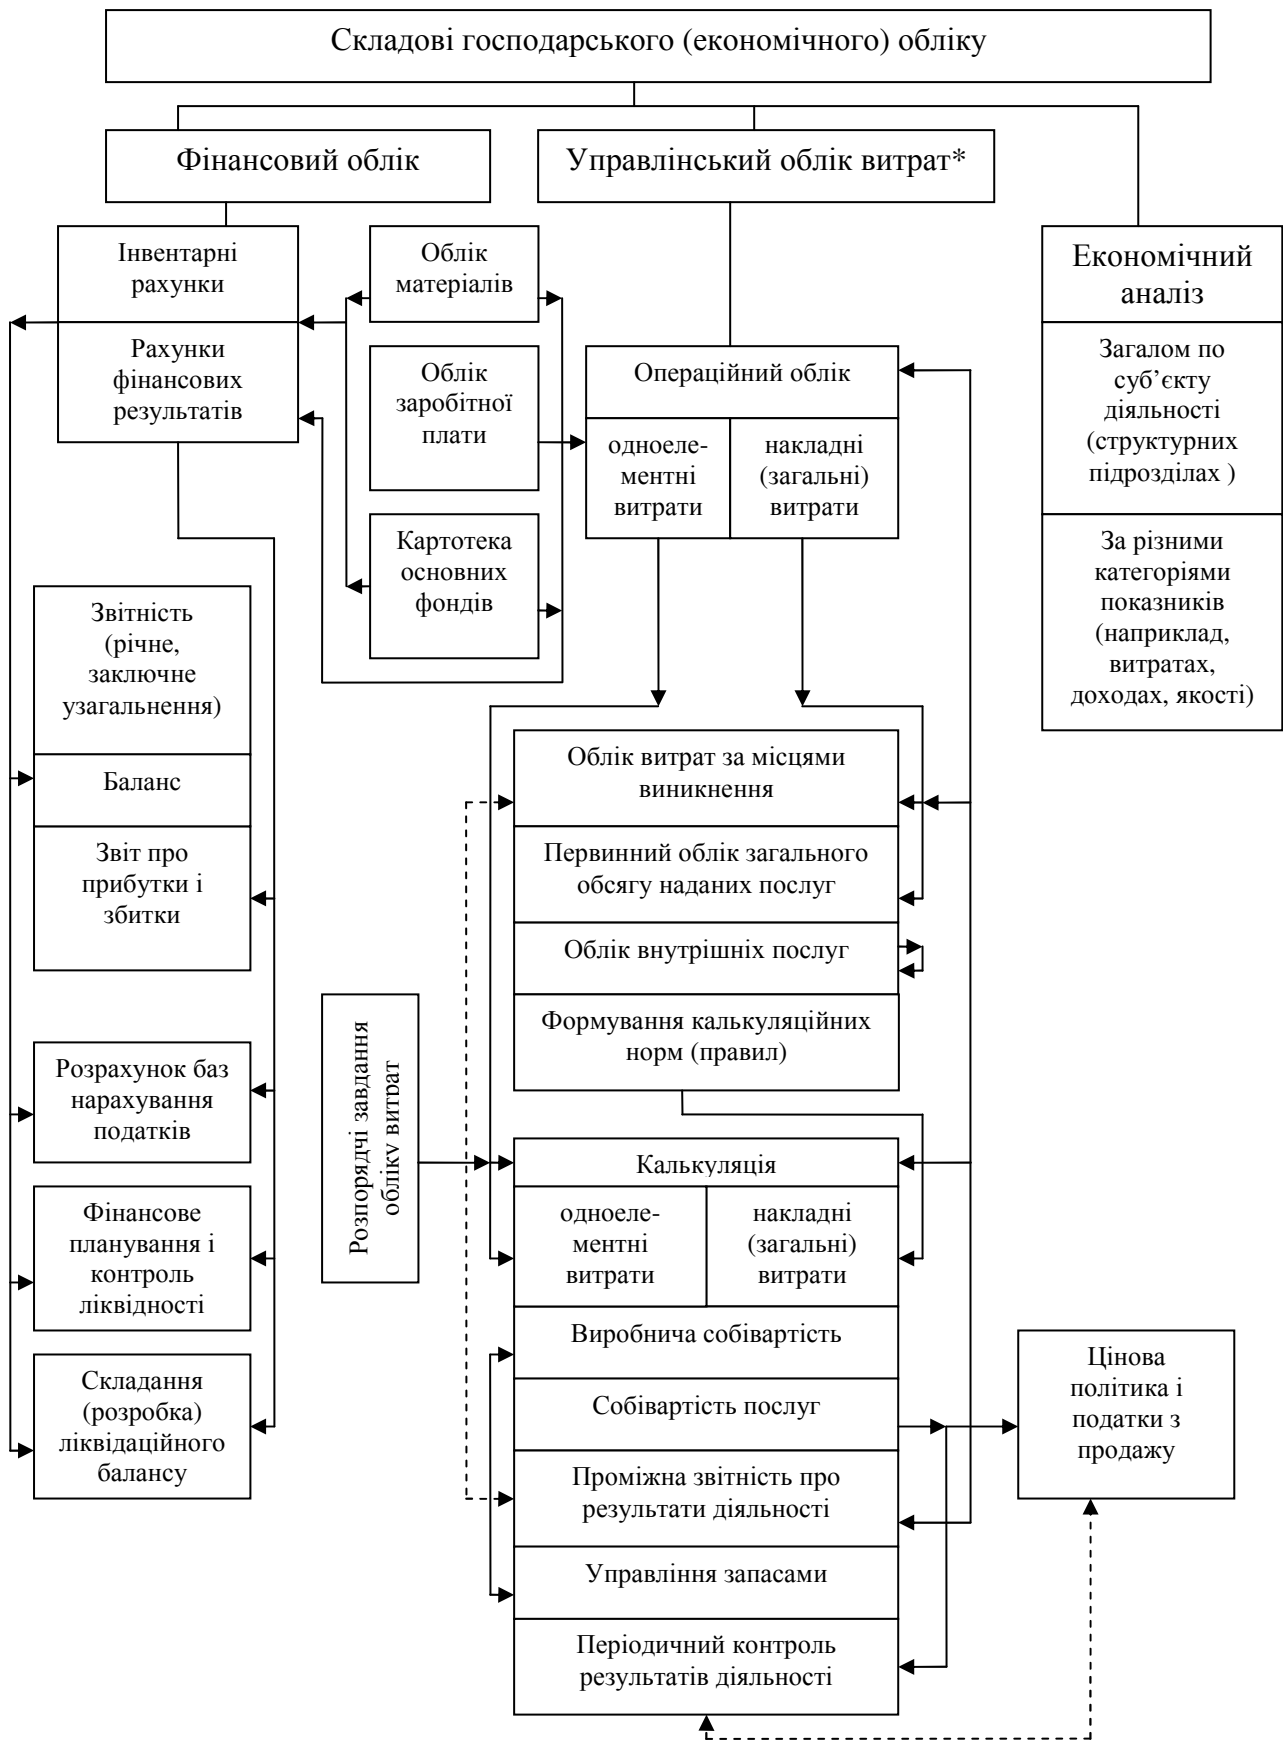 Складові господарського (економічного) обліку
Фінансовий облік
Управлінський облік витрат*
Інвентарні
рахунки
Рахунки
фінансових
результатів
Облік
матеріалів
Облік
заробітної
плати
Картотека
основних
фондів
Операційний облік
одноеле-
ментні
витрати
накладні
(загальні)
витрати
Економічний
аналіз
Загалом по
суб’єкту
діяльності
(структурних
підрозділах )
За різними
категоріями
показників
(наприклад,
витратах,
доходах, якості)
Звітність
(річне,
заключне
узагальнення)
Баланс
Звіт про
прибутки і
збитки
Розрахунок баз
нарахування
податків
Фінансове
планування і
контроль
ліквідності
Складання
(розробка)
ліквідаційного
балансу
Розпорядчі завдання
обліку витрат
Облік витрат за місцями
виникнення
Первинний облік загального
обсягу наданих послуг
Облік внутрішніх послуг
Формування калькуляційних
норм (правил)
Калькуляція
одноеле-
ментні
витрати
накладні
(загальні)
витрати
Виробнича собівартість
Собівартість послуг
Проміжна звітність про
результати діяльності
Управління запасами
Періодичний контроль
результатів діяльності
Цінова
політика і
податки з
продажу